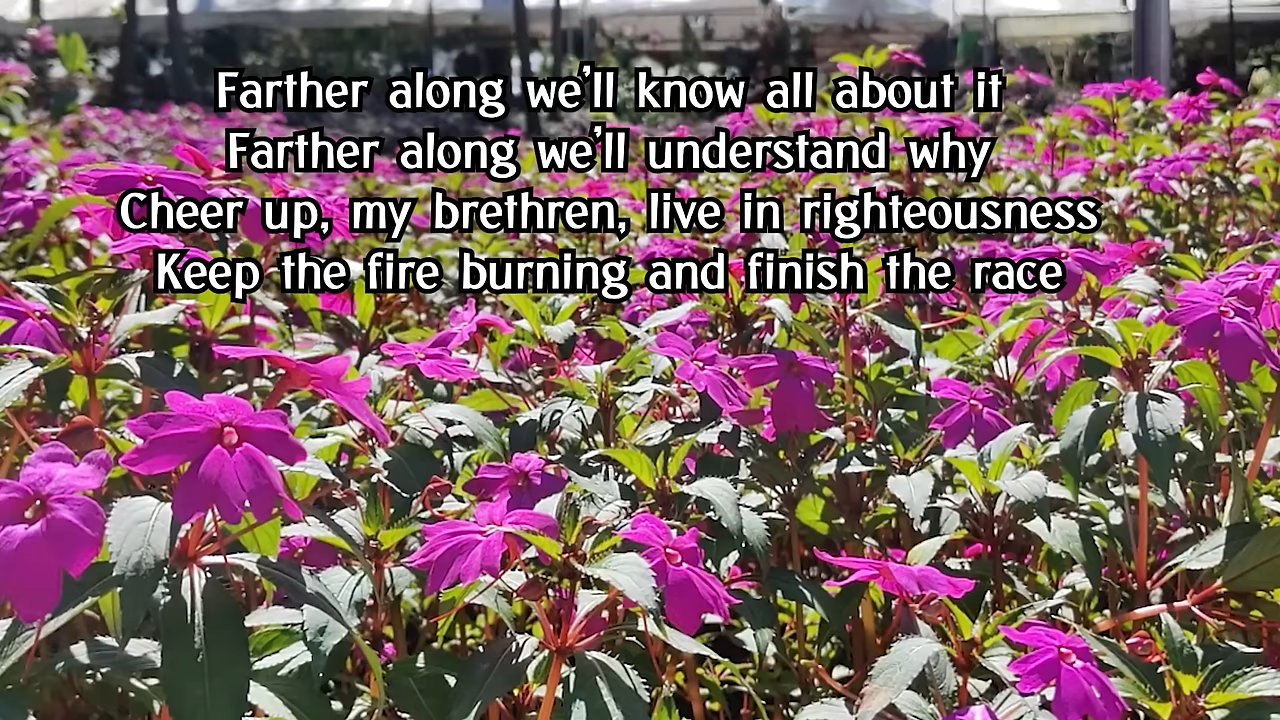 Farther along we'll know all about it
Farther along we'll understand why
Cheer up, my brethren, live in righteousness
Keep the fire burning and finish the race